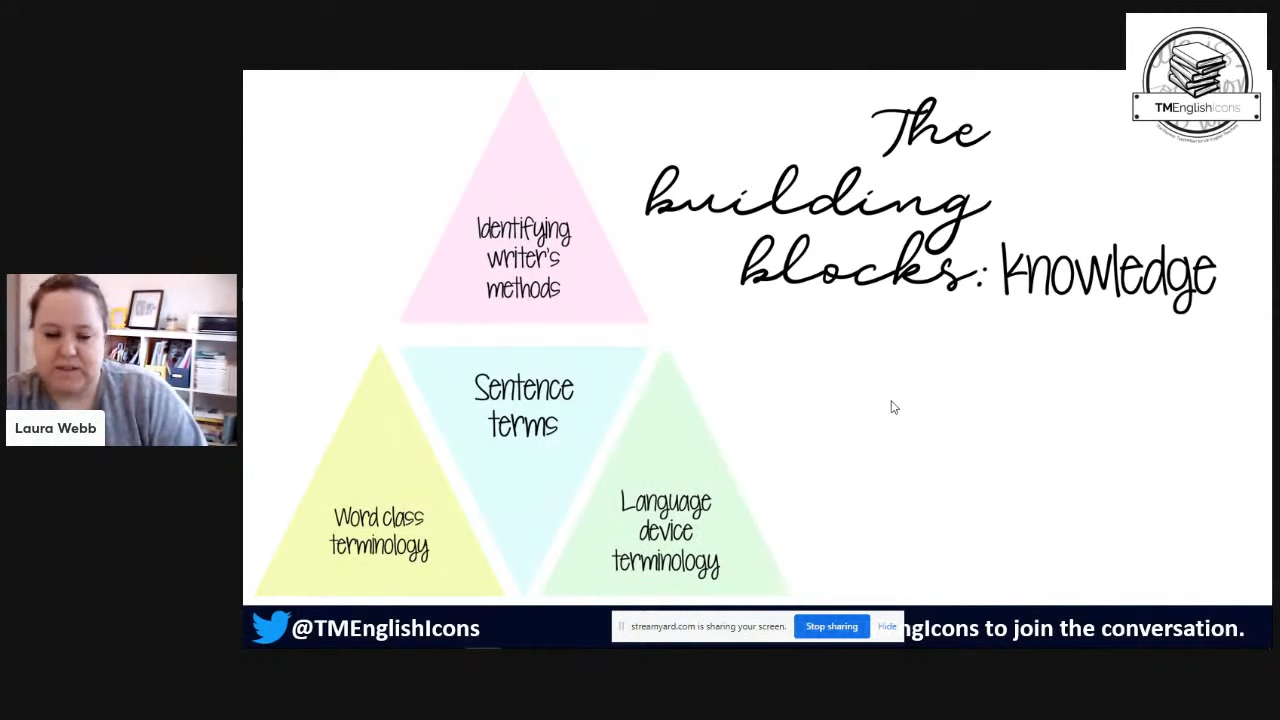 TMEnglishIcons
The
building
blocks: knowledge
Identifying
writer's
methods
Sentence
terms
Word class
terminology
Language
device
terminology
Laura Webb
@TMEnglishIcons
streamyard.com is sharing your screen.
Stop sharing
Hide
ngIcons to join the conversation.